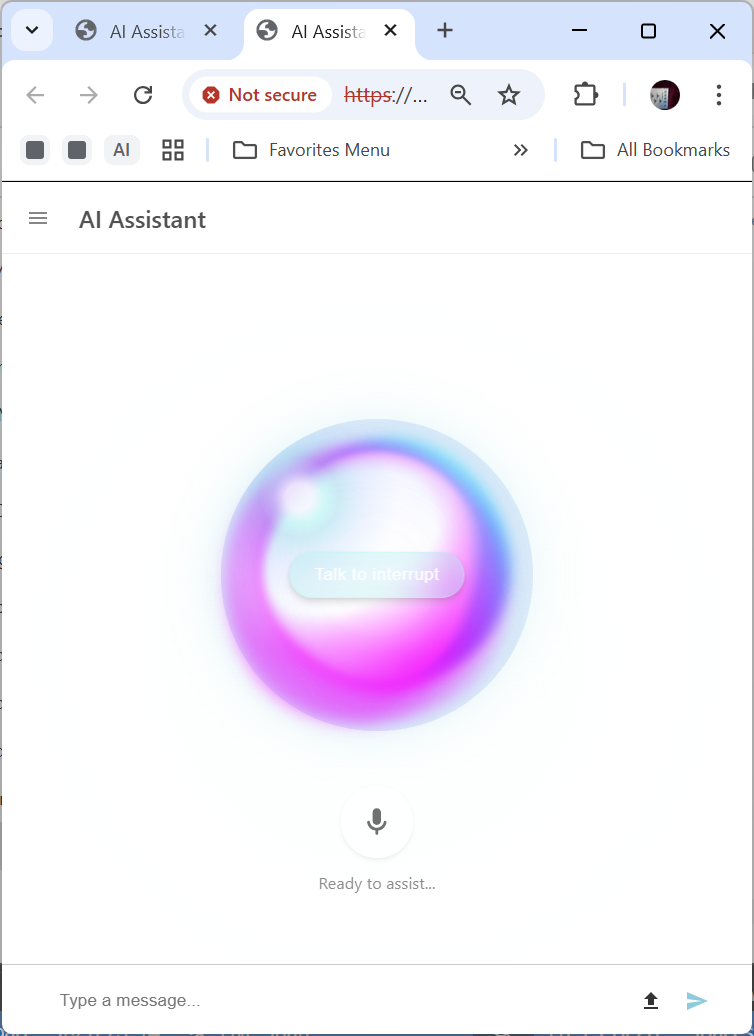 AI Assista
AI Assista
Not secure
https://...
AI
Favorites Menu
All Bookmarks
AI Assistant
Talk to interrupt
Ready to assist...
Type a message...